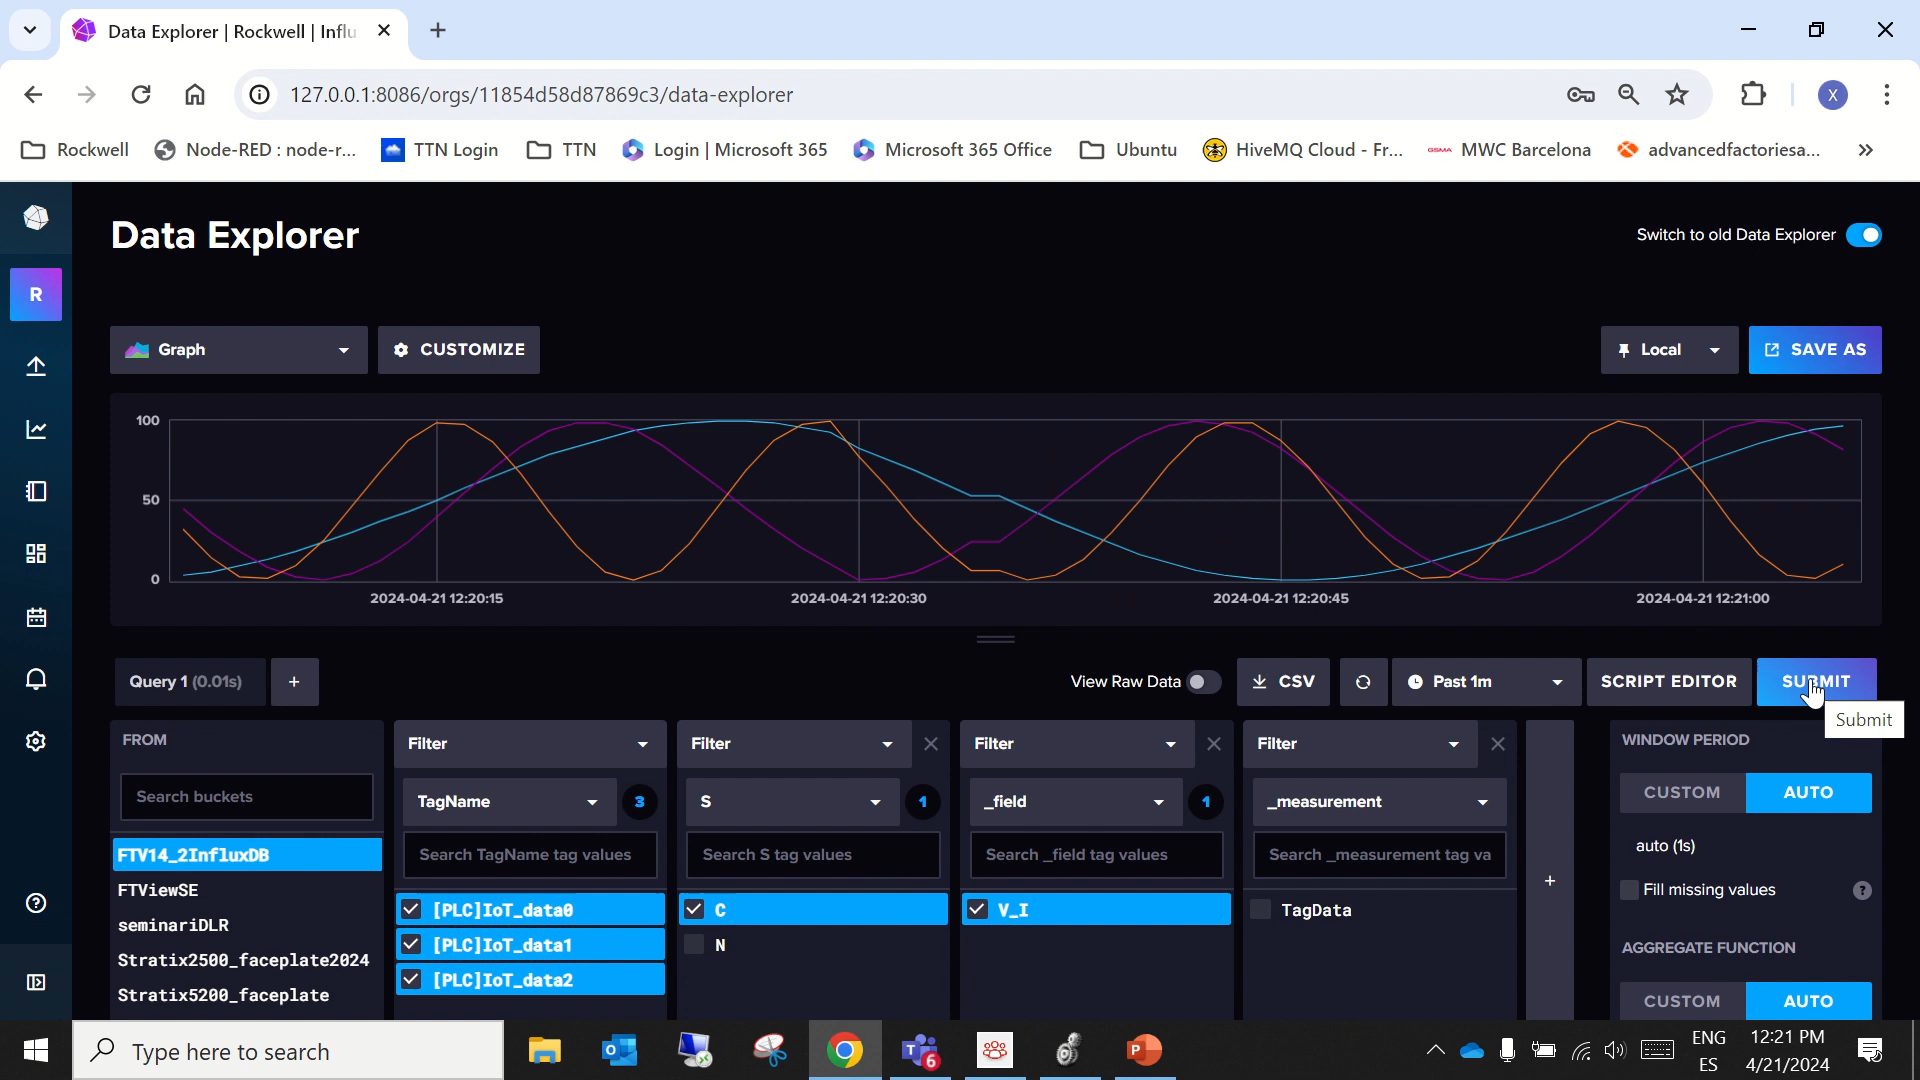 Data Explorer | Rockwell | Influ
127.0.0.1:8086/orgs/11854d58d87869c3/data-explorer
X
Rockwell
Node-RED : node-r...
TTN Login
TTN
Login | Microsoft 365
Microsoft 365 Office
Ubuntu
HiveMQ Cloud - Fr...
GSMA
MWC Barcelona
advancedfactoriesa...
»
Data Explorer
Switch to old Data Explorer
R
Graph
CUSTOMIZE
Local
SAVE AS
100
50
0
2024-04-21 12:20:15
2024-04-21 12:20:30
2024-04-21 12:20:45
2024-04-21 12:21:00
Query 1 (0.01s)
+
View Raw Data
CSV
Past 1m
SCRIPT EDITOR
SUBMIT
Submit
FROM
Search buckets
FTV14_2InfluxDB
FTViewSE
seminariDLR
Stratix2500_faceplate2024
Stratix5200_faceplate
Filter
TagName
3
Search TagName tag values
[PLC]IoT_data0
[PLC]IoT_data1
[PLC]IoT_data2
Filter
S
1
Search S tag values
C
N
Filter
_field
1
Search _field tag values
V_I
Filter
_measurement
Search _measurement tag va
TagData
+
WINDOW PERIOD
CUSTOM
AUTO
auto (1s)
Fill missing values
?
AGGREGATE FUNCTION
CUSTOM
AUTO
Type here to search
6
ENG
ES
12:21 PM
4/21/2024